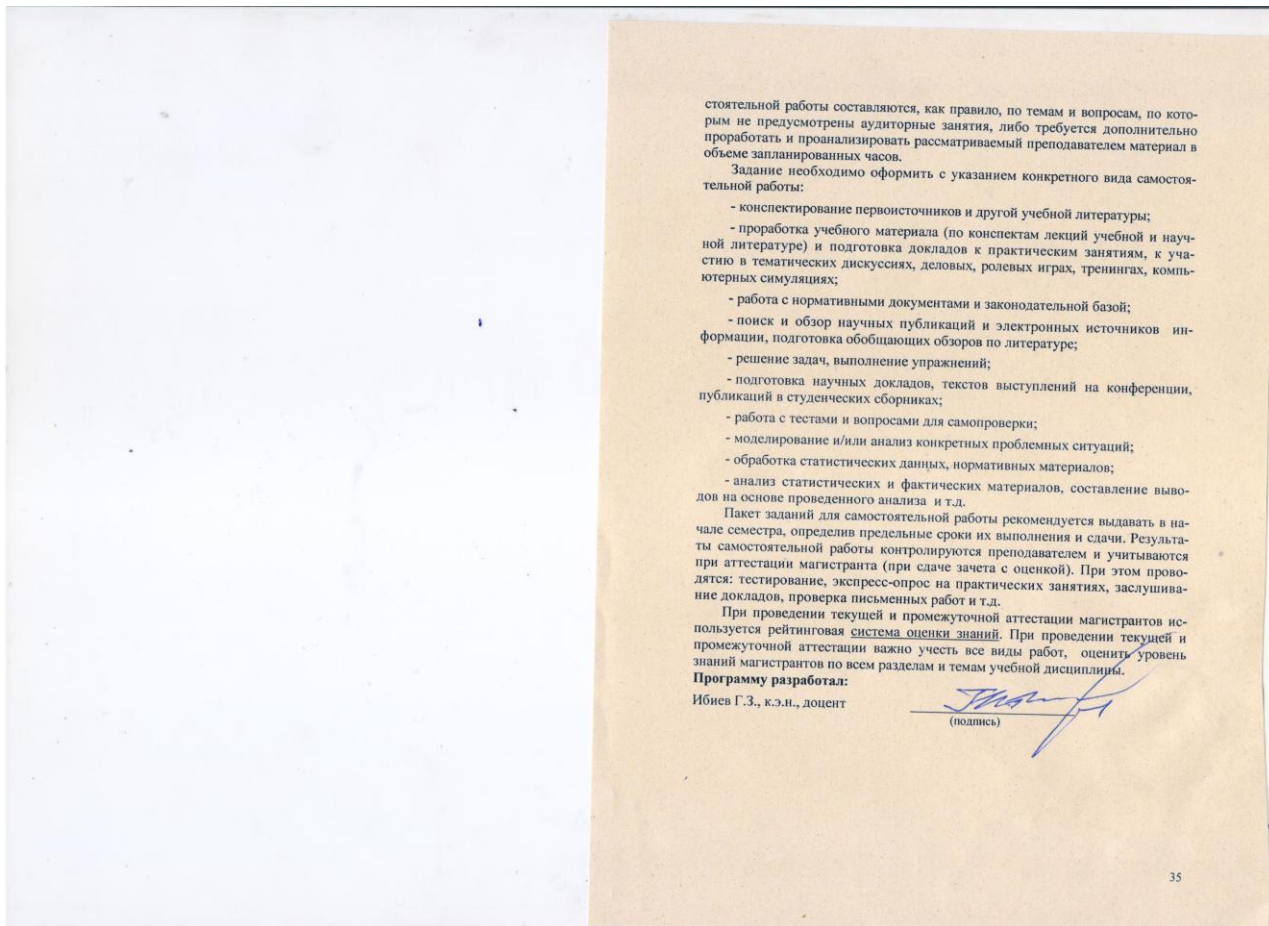 стоятельной работы составляются, как правило, по темам и вопросам, по кото-
рым не предусмотрены аудиторные занятия, либо требуется дополнительно
проработать и проанализировать рассматриваемый преподавателем материал в
объеме запланированных часов.
Задание необходимо оформить с указанием конкретного вида самостоя-
тельной работы:
- конспектирование первоисточников и другой учебной литературы;
- проработка учебного материала (по конспектам лекций учебной и науч-
ной литературе) и подготовка докладов к практическим занятиям, к уча-
стию в тематических дискуссиях, деловых, ролевых играх, тренингах, компь-
ютерных симуляциях;
- работа с нормативными документами и законодательной базой;
- поиск и обзор научных публикаций и электронных источников ин-
формации, подготовка обобщающих обзоров по литературе;
- решение задач, выполнение упражнений;
- подготовка научных докладов, текстов выступлений на конференции,
публикаций в студенческих сборниках;
- работа с тестами и вопросами для самопроверки;
- моделирование и/или анализ конкретных проблемных ситуаций;
- обработка статистических данных, нормативных материалов;
- анализ статистических и фактических материалов, составление выво-
дов на основе проведенного анализа и т.д.
Пакет заданий для самостоятельной работы рекомендуется выдавать в на-
чале семестра, определив предельные сроки их выполнения и сдачи. Результа-
ты самостоятельной работы контролируются преподавателем и учитываются
при аттестации магистранта (при сдаче зачета с оценкой). При этом прово-
дятся: тестирование, экспресс-опрос на практических занятиях, заслушива-
ние докладов, проверка письменных работ и т.д.
При проведении текущей и промежуточной аттестации магистрантов ис-
пользуется рейтинговая система оценки знаний. При проведении текущей и
промежуточной аттестации важно учесть все виды работ, оценить уровень
знаний магистрантов по всем разделам и темам учебной дисциплины.
Программу разработал:
Ибиев Г.З., к.э.н., доцент
(подпись)
35